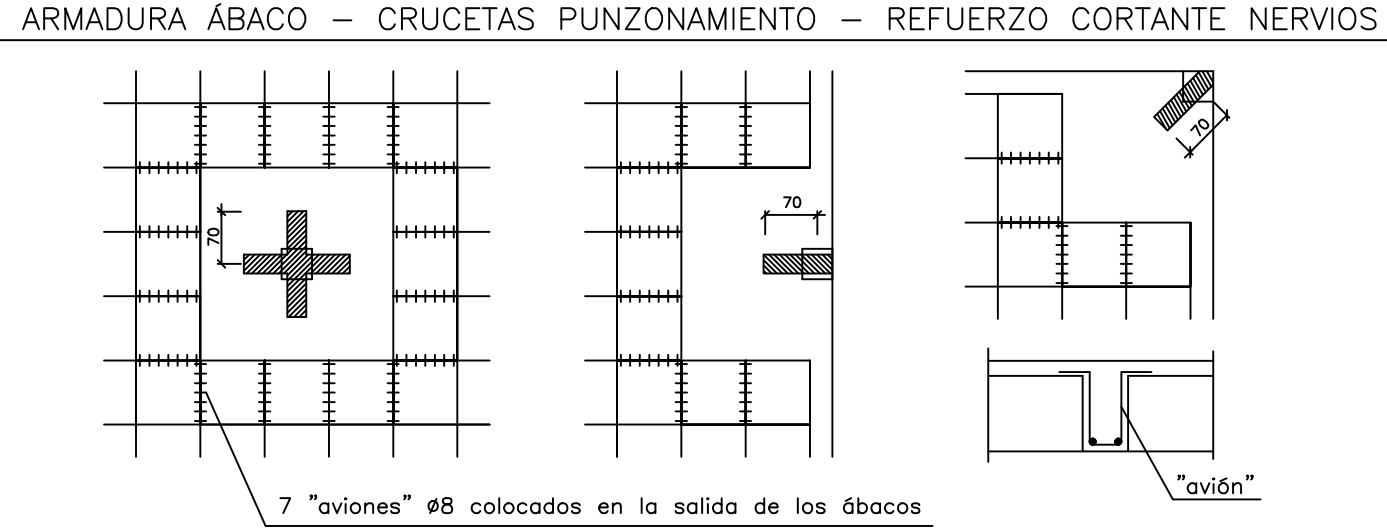 ARMADURA ÁBACO – CRUCETAS PUNZONAMIENTO – REFUERZO CORTANTE NERVIOS
70
70
70
7 "aviones" Ø8 colocados en la salida de los ábacos
"avión"